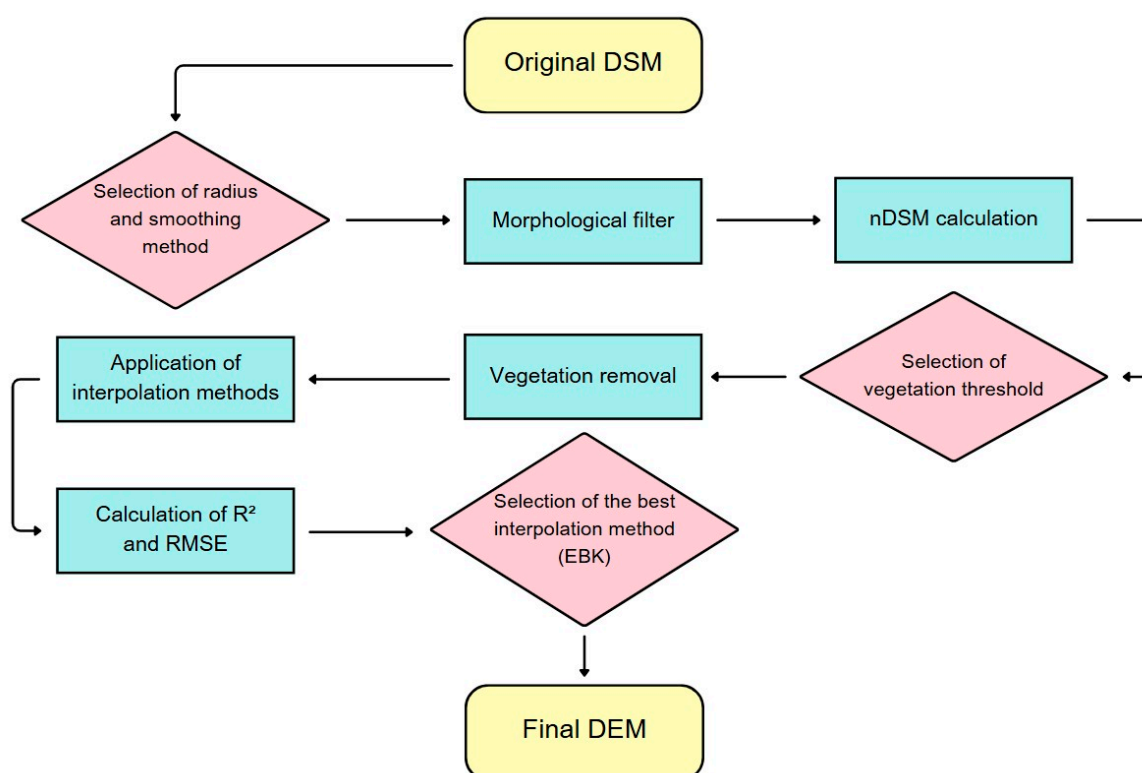 Original DSM
Selection of radius
and smoothing
method
Morphological filter
nDSM calculation
Selection of
vegetation threshold
Vegetation removal
Application of
interpolation methods
Calculation of R²
and RMSE
Selection of the best
interpolation method
(EBK)
Final DEM